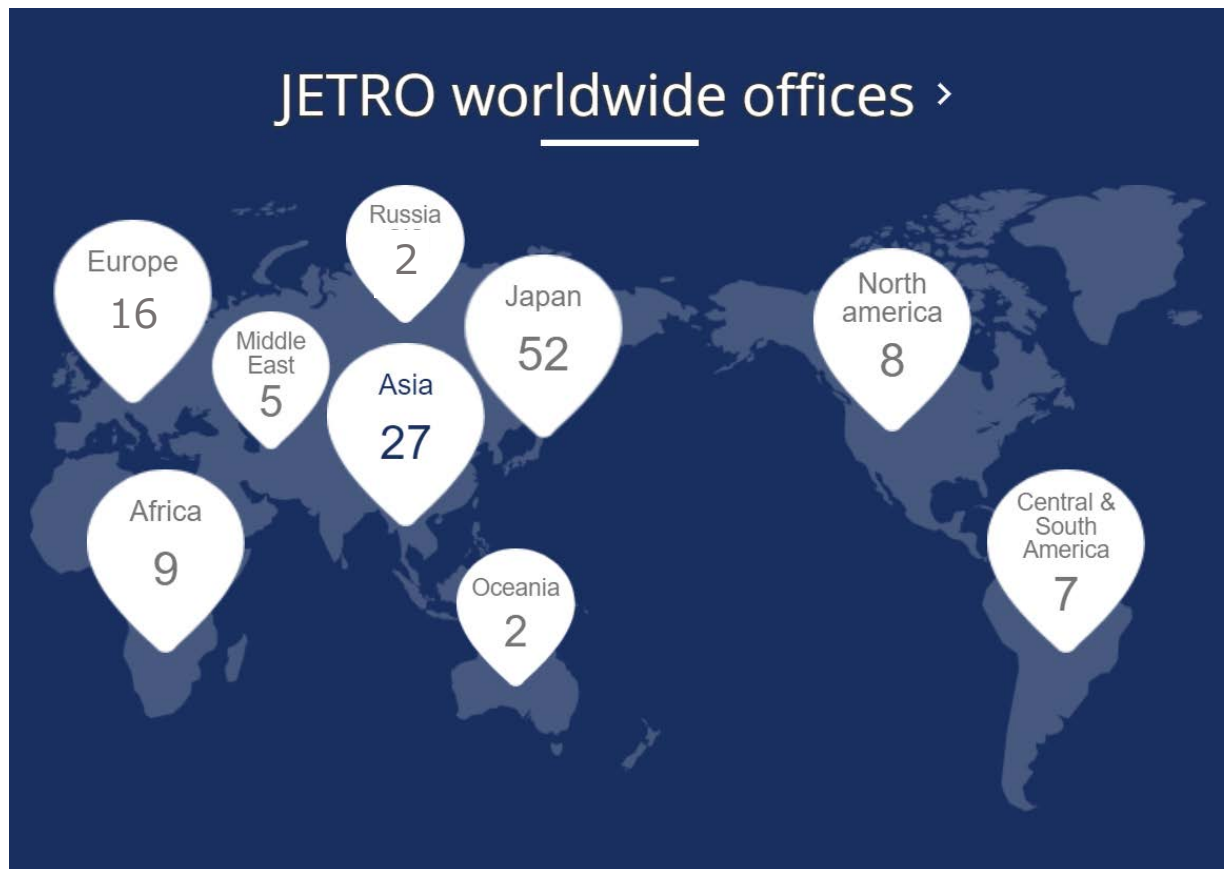 JETRO worldwide offices >
Russia
2
Europe
16
Japan
52
North
america
8
Middle
East
5
Asia
27
Africa
9
Central &
South
America
7
Oceania
2